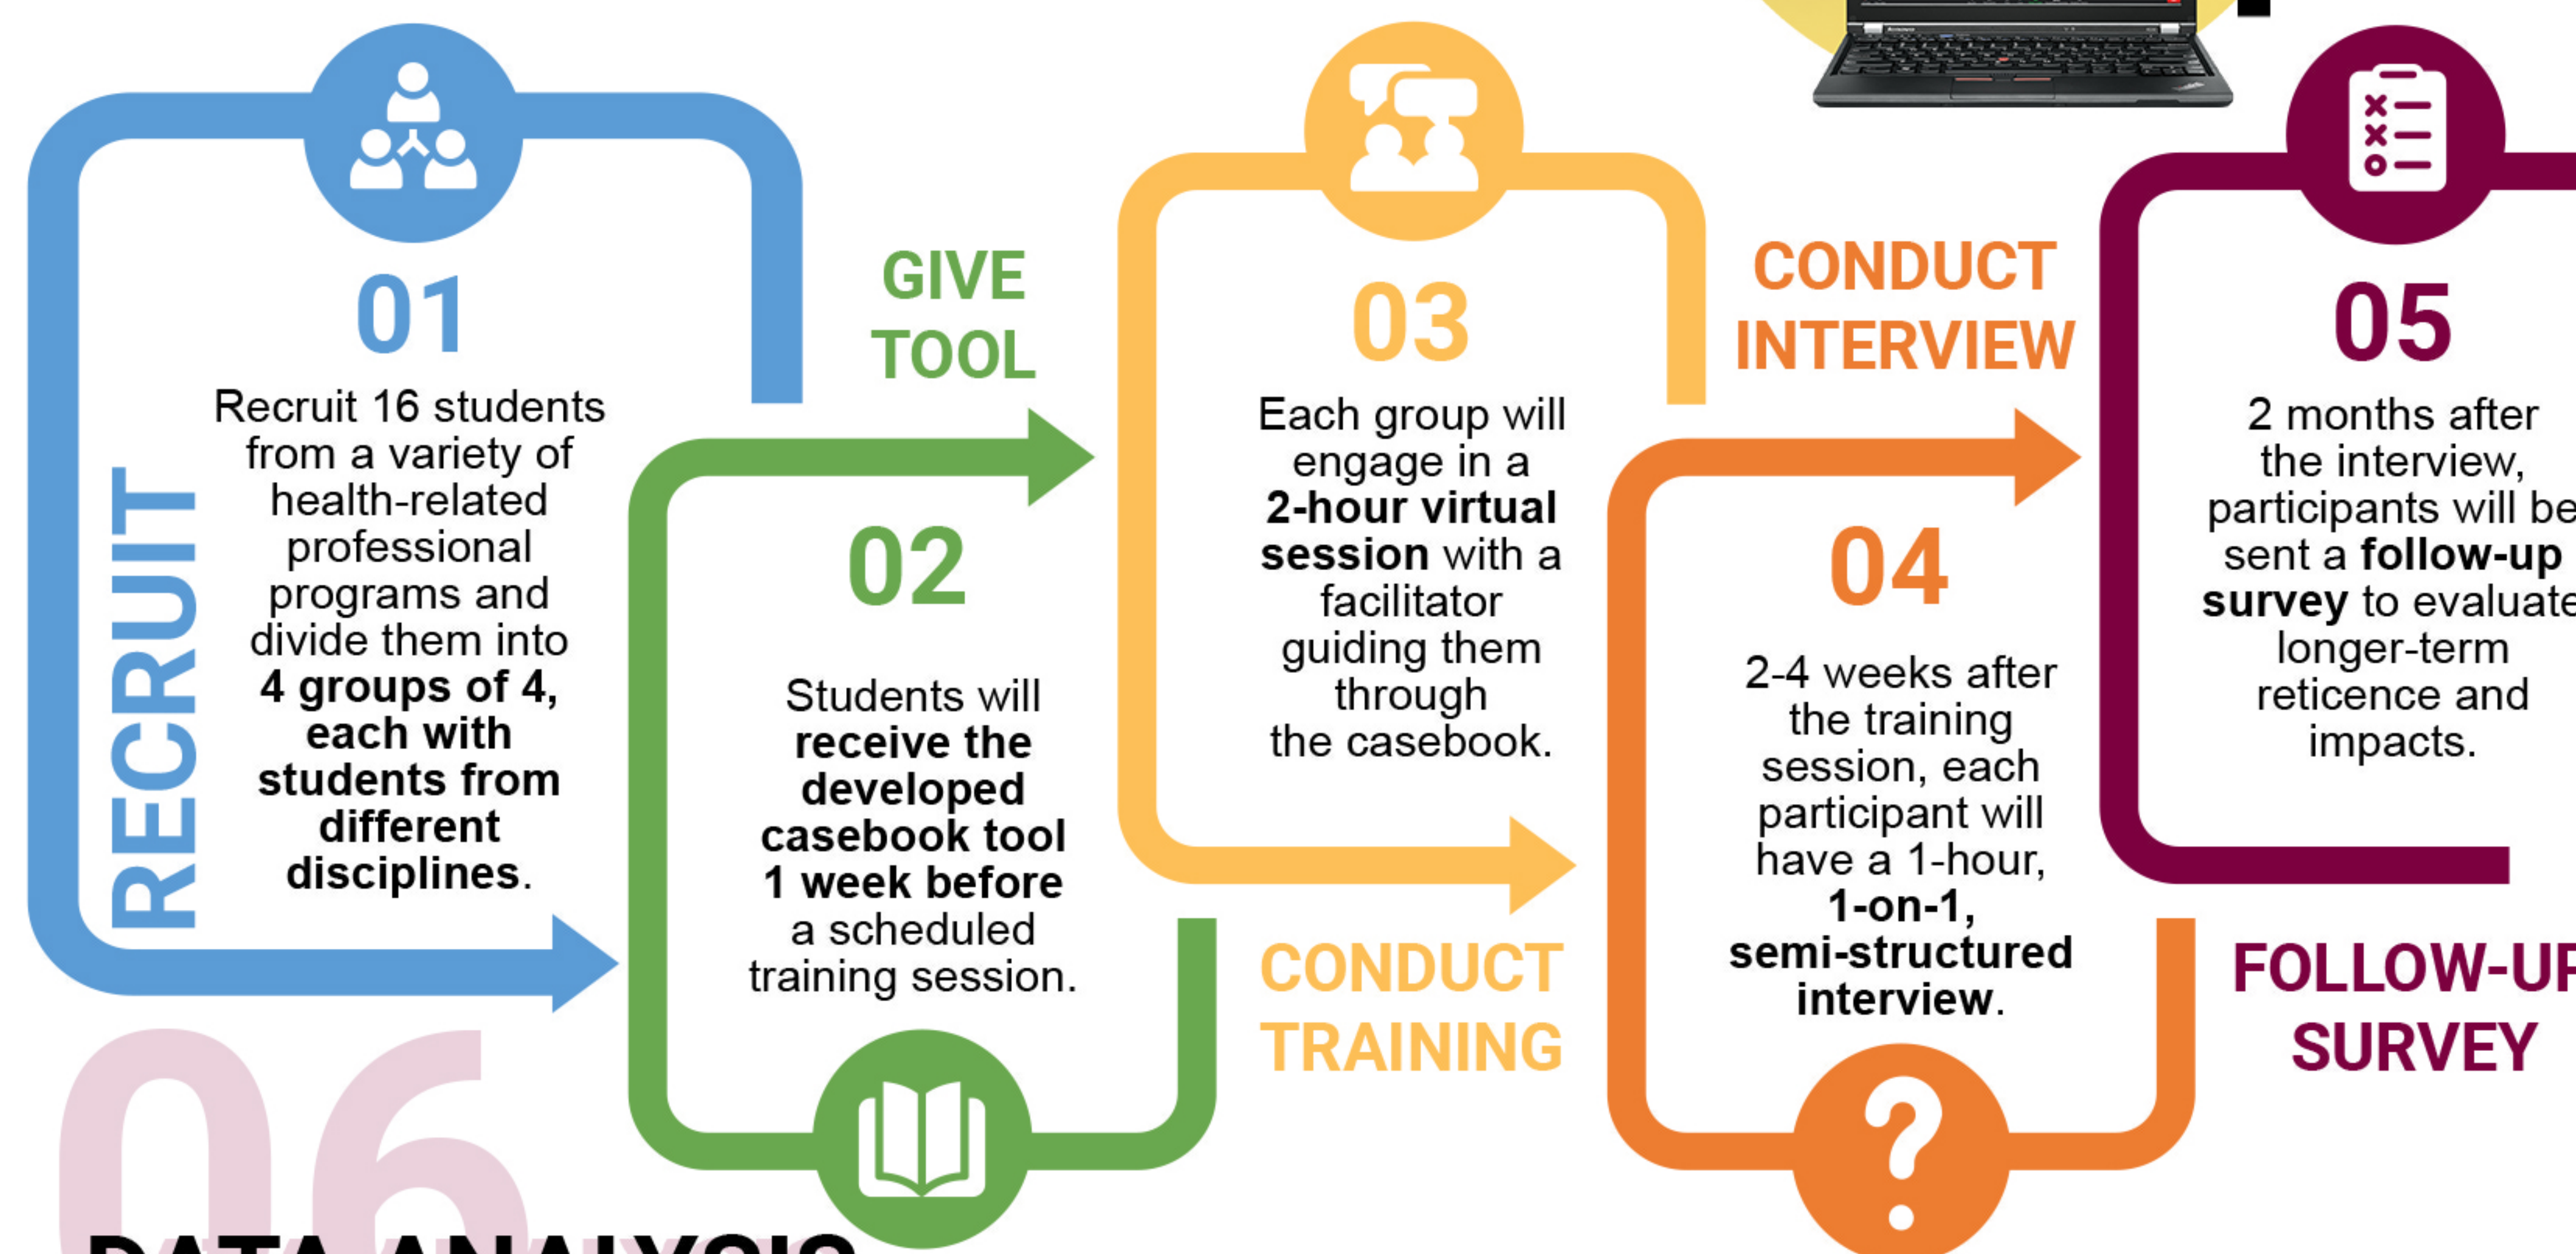 RECRUIT
01
Recruit 16 students
from a variety of
health-related
professional
programs and
divide them into
4 groups of 4,
each with
students from
different
disciplines.
GIVE
TOOL
02
Students will
receive the
developed
casebook tool
1 week before
a scheduled
training session.
03
Each group will
engage in a
2-hour virtual
session with a
facilitator
guiding them
through
the casebook.
CONDUCT
TRAINING
CONDUCT
INTERVIEW
04
2-4 weeks after
the training
session, each
participant will
have a 1-hour,
1-on-1,
semi-structured
interview.
05
2 months after
the interview,
participants will be
sent a follow-up
survey to evaluate
longer-term
reticence and
impacts.
FOLLOW-UP
SURVEY
06
DATA ANALYSIS